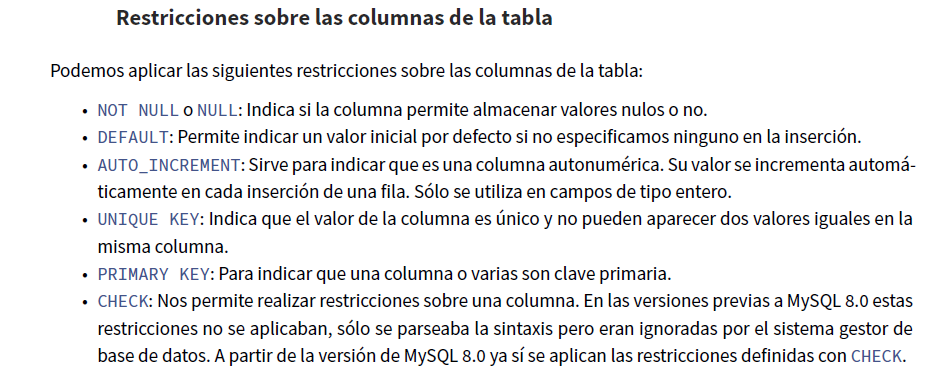 Restricciones sobre las columnas de la tabla
Podemos aplicar las siguientes restricciones sobre las columnas de la tabla:
• NOT NULL o NULL: Indica si la columna permite almacenar valores nulos o no.
• DEFAULT: Permite indicar un valor inicial por defecto si no especificamos ninguno en la inserción.
• AUTO_INCREMENT: Sirve para indicar que es una columna autonumérica. Su valor se incrementa automá-
ticamente en cada inserción de una fila. Sólo se utiliza en campos de tipo entero.
• UNIQUE KEY: Indica que el valor de la columna es único y no pueden aparecer dos valores iguales en la
misma columna.
• PRIMARY KEY: Para indicar que una columna o varias son clave primaria.
• CHECK: Nos permite realizar restricciones sobre una columna. En las versiones previas a MySQL 8.0 estas
restricciones no se aplicaban, sólo se parseaba la sintaxis pero eran ignoradas por el sistema gestor de
base de datos. A partir de la versión de MySQL 8.0 ya sí se aplican las restricciones definidas con CHECK.